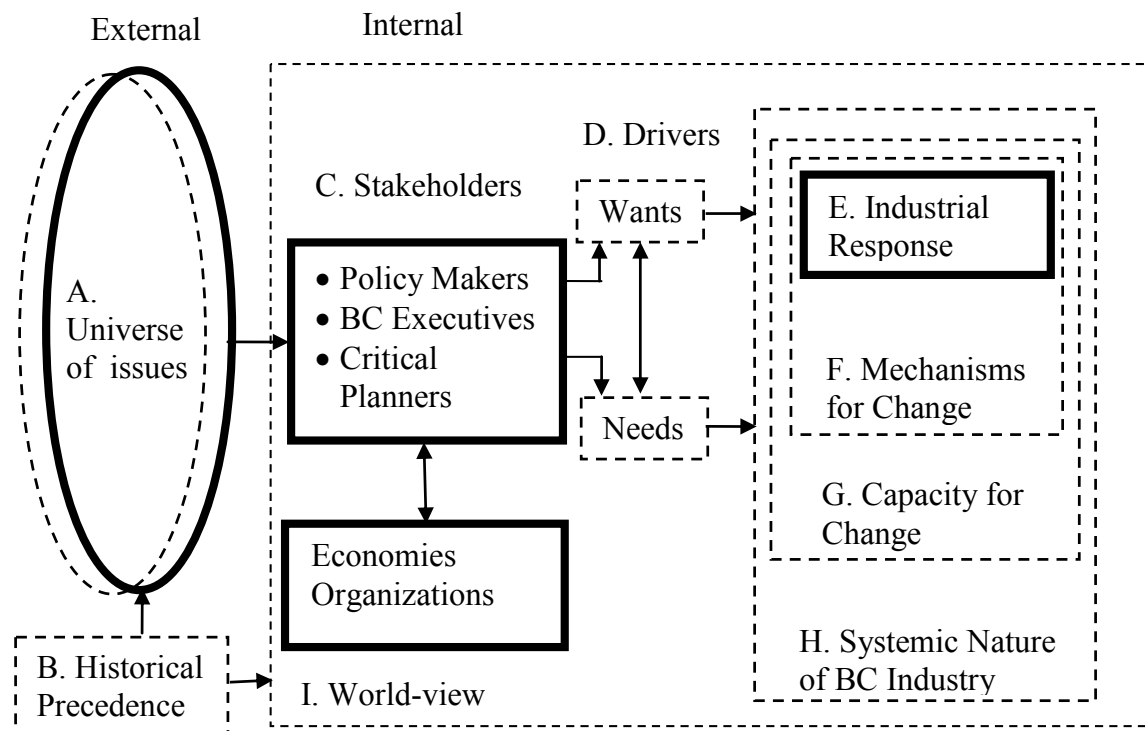 External
Internal
A.
Universe
of issues
B. Historical
Precedence
C. Stakeholders
• Policy Makers
• BC Executives
• Critical
Planners
Economies
Organizations
I. World-view
D. Drivers
Wants
Needs
E. Industrial
Response
F. Mechanisms
for Change
G. Capacity for
Change
H. Systemic Nature
of BC Industry